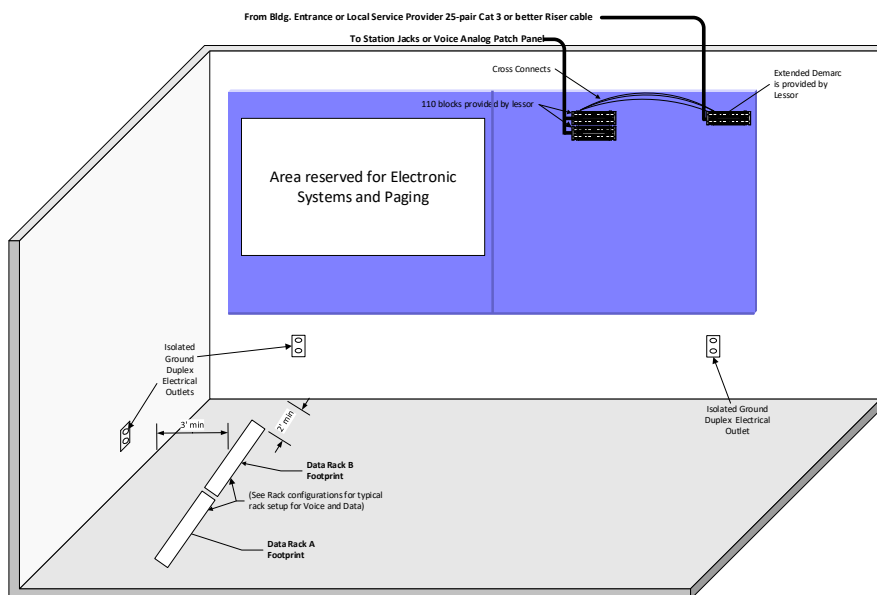 From Bldg. Entrance or Local Service Provider 25-pair Cat 3 or better Riser cable
To Station Jacks or Voice Analog Patch Panel
Cross Connects
Extended Demarc
is provided by
Lessor
110 blocks provided by lessor
Area reserved for Electronic
Systems and Paging
Isolated
Ground
Duplex
Electrical
Outlets
Isolated Ground
Duplex Electrical
Outlet
3' min
2' min
Data Rack B
Footprint
(See Rack configurations for typical
rack setup for Voice and Data)
Data Rack A
Footprint